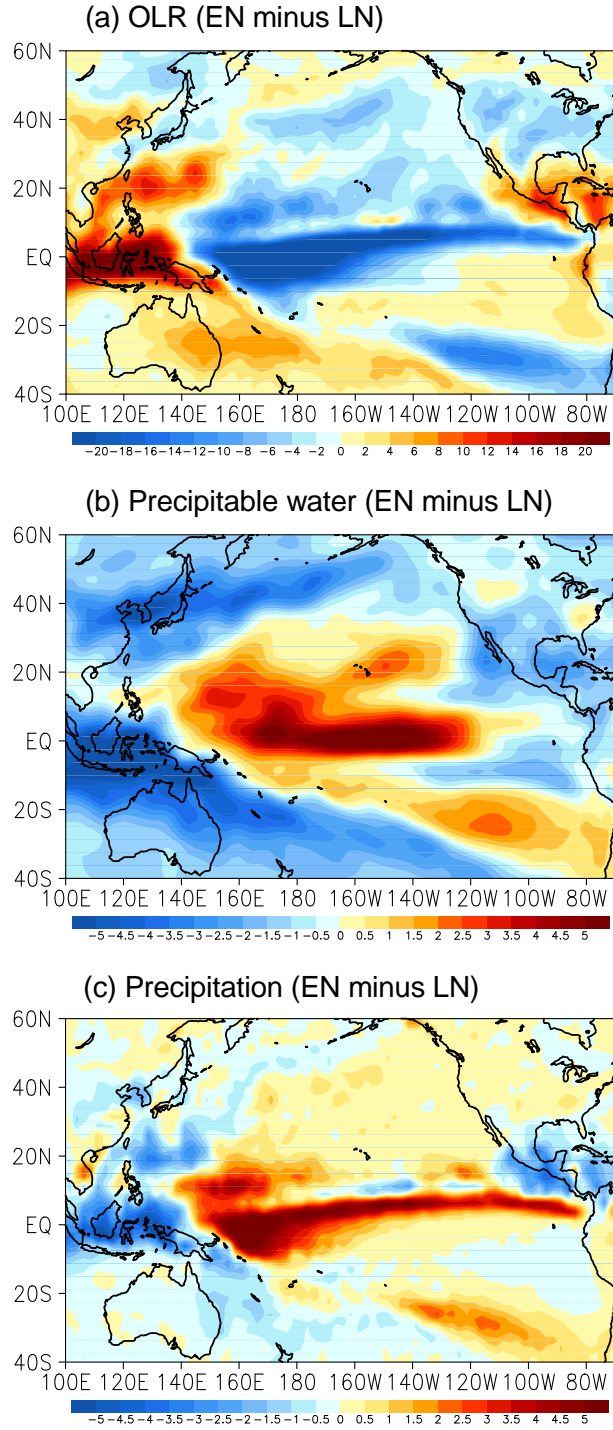 (a) OLR (EN minus LN)
60N
40N
20N
EQ
20S
40S
100E 120E 140E 160E 180 160W 140W 120W 100W 80W
-20 -18 -16 -14 -12 -10 -8 -6 -4 -2 0 2 4 6 8 10 12 14 16 18 20
(b) Precipitable water (EN minus LN)
60N
40N
20N
EQ
20S
40S
100E 120E 140E 160E 180 160W 140W 120W 100W 80W
-5 -4.5 -4 -3.5 -3 -2.5 -2 -1.5 -1 -0.5 0 0.5 1 1.5 2 2.5 3 3.5 4 4.5 5
(c) Precipitation (EN minus LN)
60N
40N
20N
EQ
20S
40S
100E 120E 140E 160E 180 160W 140W 120W 100W 80W
-5 -4.5 -4 -3.5 -3 -2.5 -2 -1.5 -1 -0.5 0 0.5 1 1.5 2 2.5 3 3.5 4 4.5 5